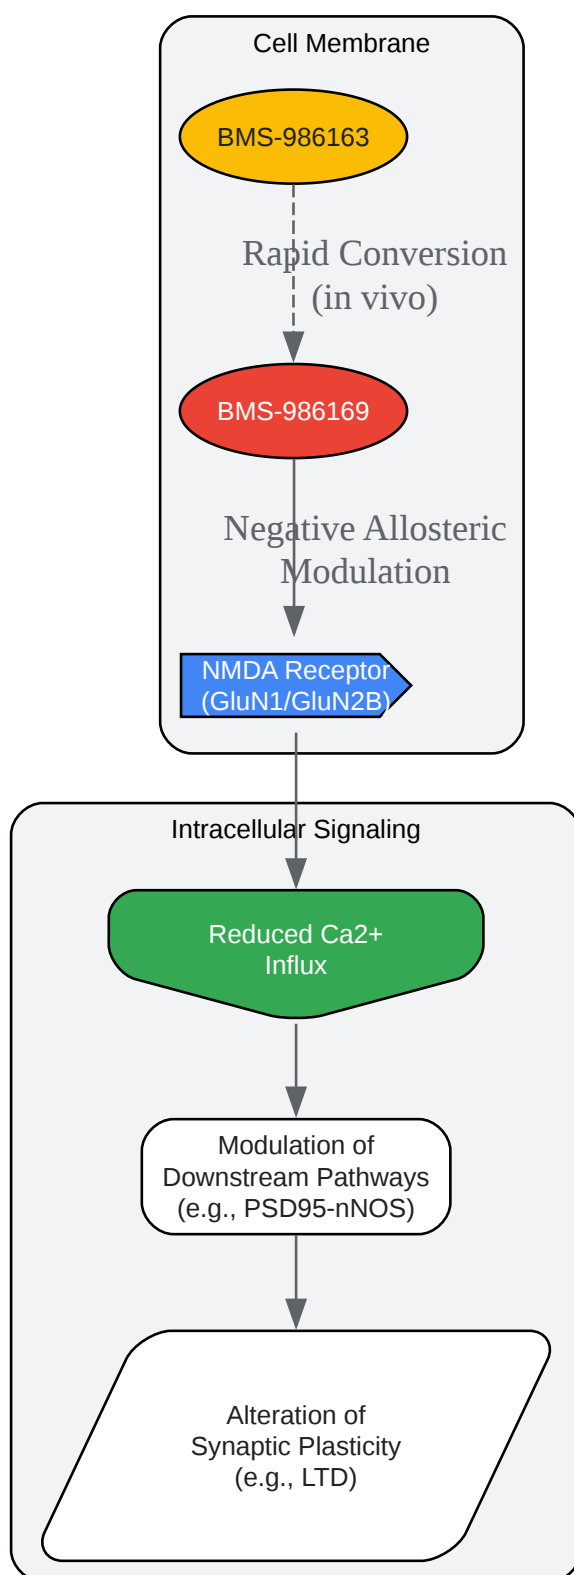 Cell Membrane
BMS-986163
Rapid Conversion
(in vivo)
BMS-986169
Negative Allosteric
Modulation
NMDA Receptor
(GluN1/GluN2B)
Intracellular Signaling
Reduced Ca2+
Influx
Modulation of
Downstream Pathways
(e.g., PSD95-nNOS)
Alteration of
Synaptic Plasticity
(e.g., LTD)